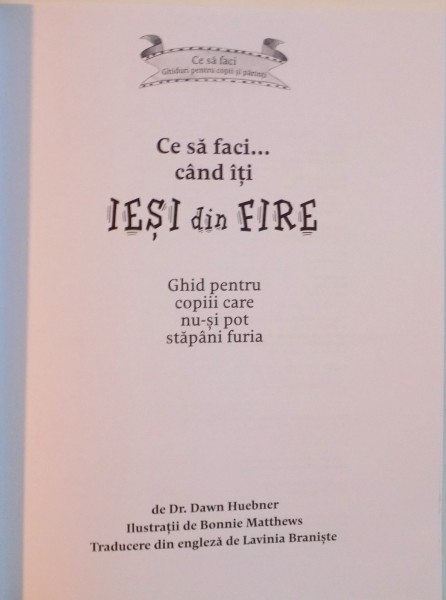 Ce să faci
Ghiduri pentru copii și părinți
Ce să faci...
când îți
IEȘI din FIRE
Ghid pentru
copiii care
nu-și pot
stăpâni furia
de Dr. Dawn Huebner
Ilustrații de Bonnie Matthews
Traducere din engleză de Lavinia Braniște